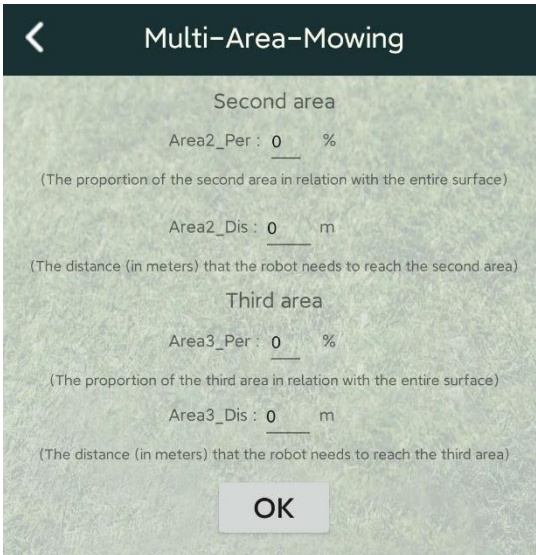 Multi-Area-Mowing
Second area
Area2_Per : 0 %
(The proportion of the second area in relation with the entire surface)
Area2_Dis : 0 m
(The distance (in meters) that the robot needs to reach the second area)
Third area
Area3_Per : 0 %
(The proportion of the third area in relation with the entire surface)
Area3_Dis : 0 m
(The distance (in meters) that the robot needs to reach the third area)
OK